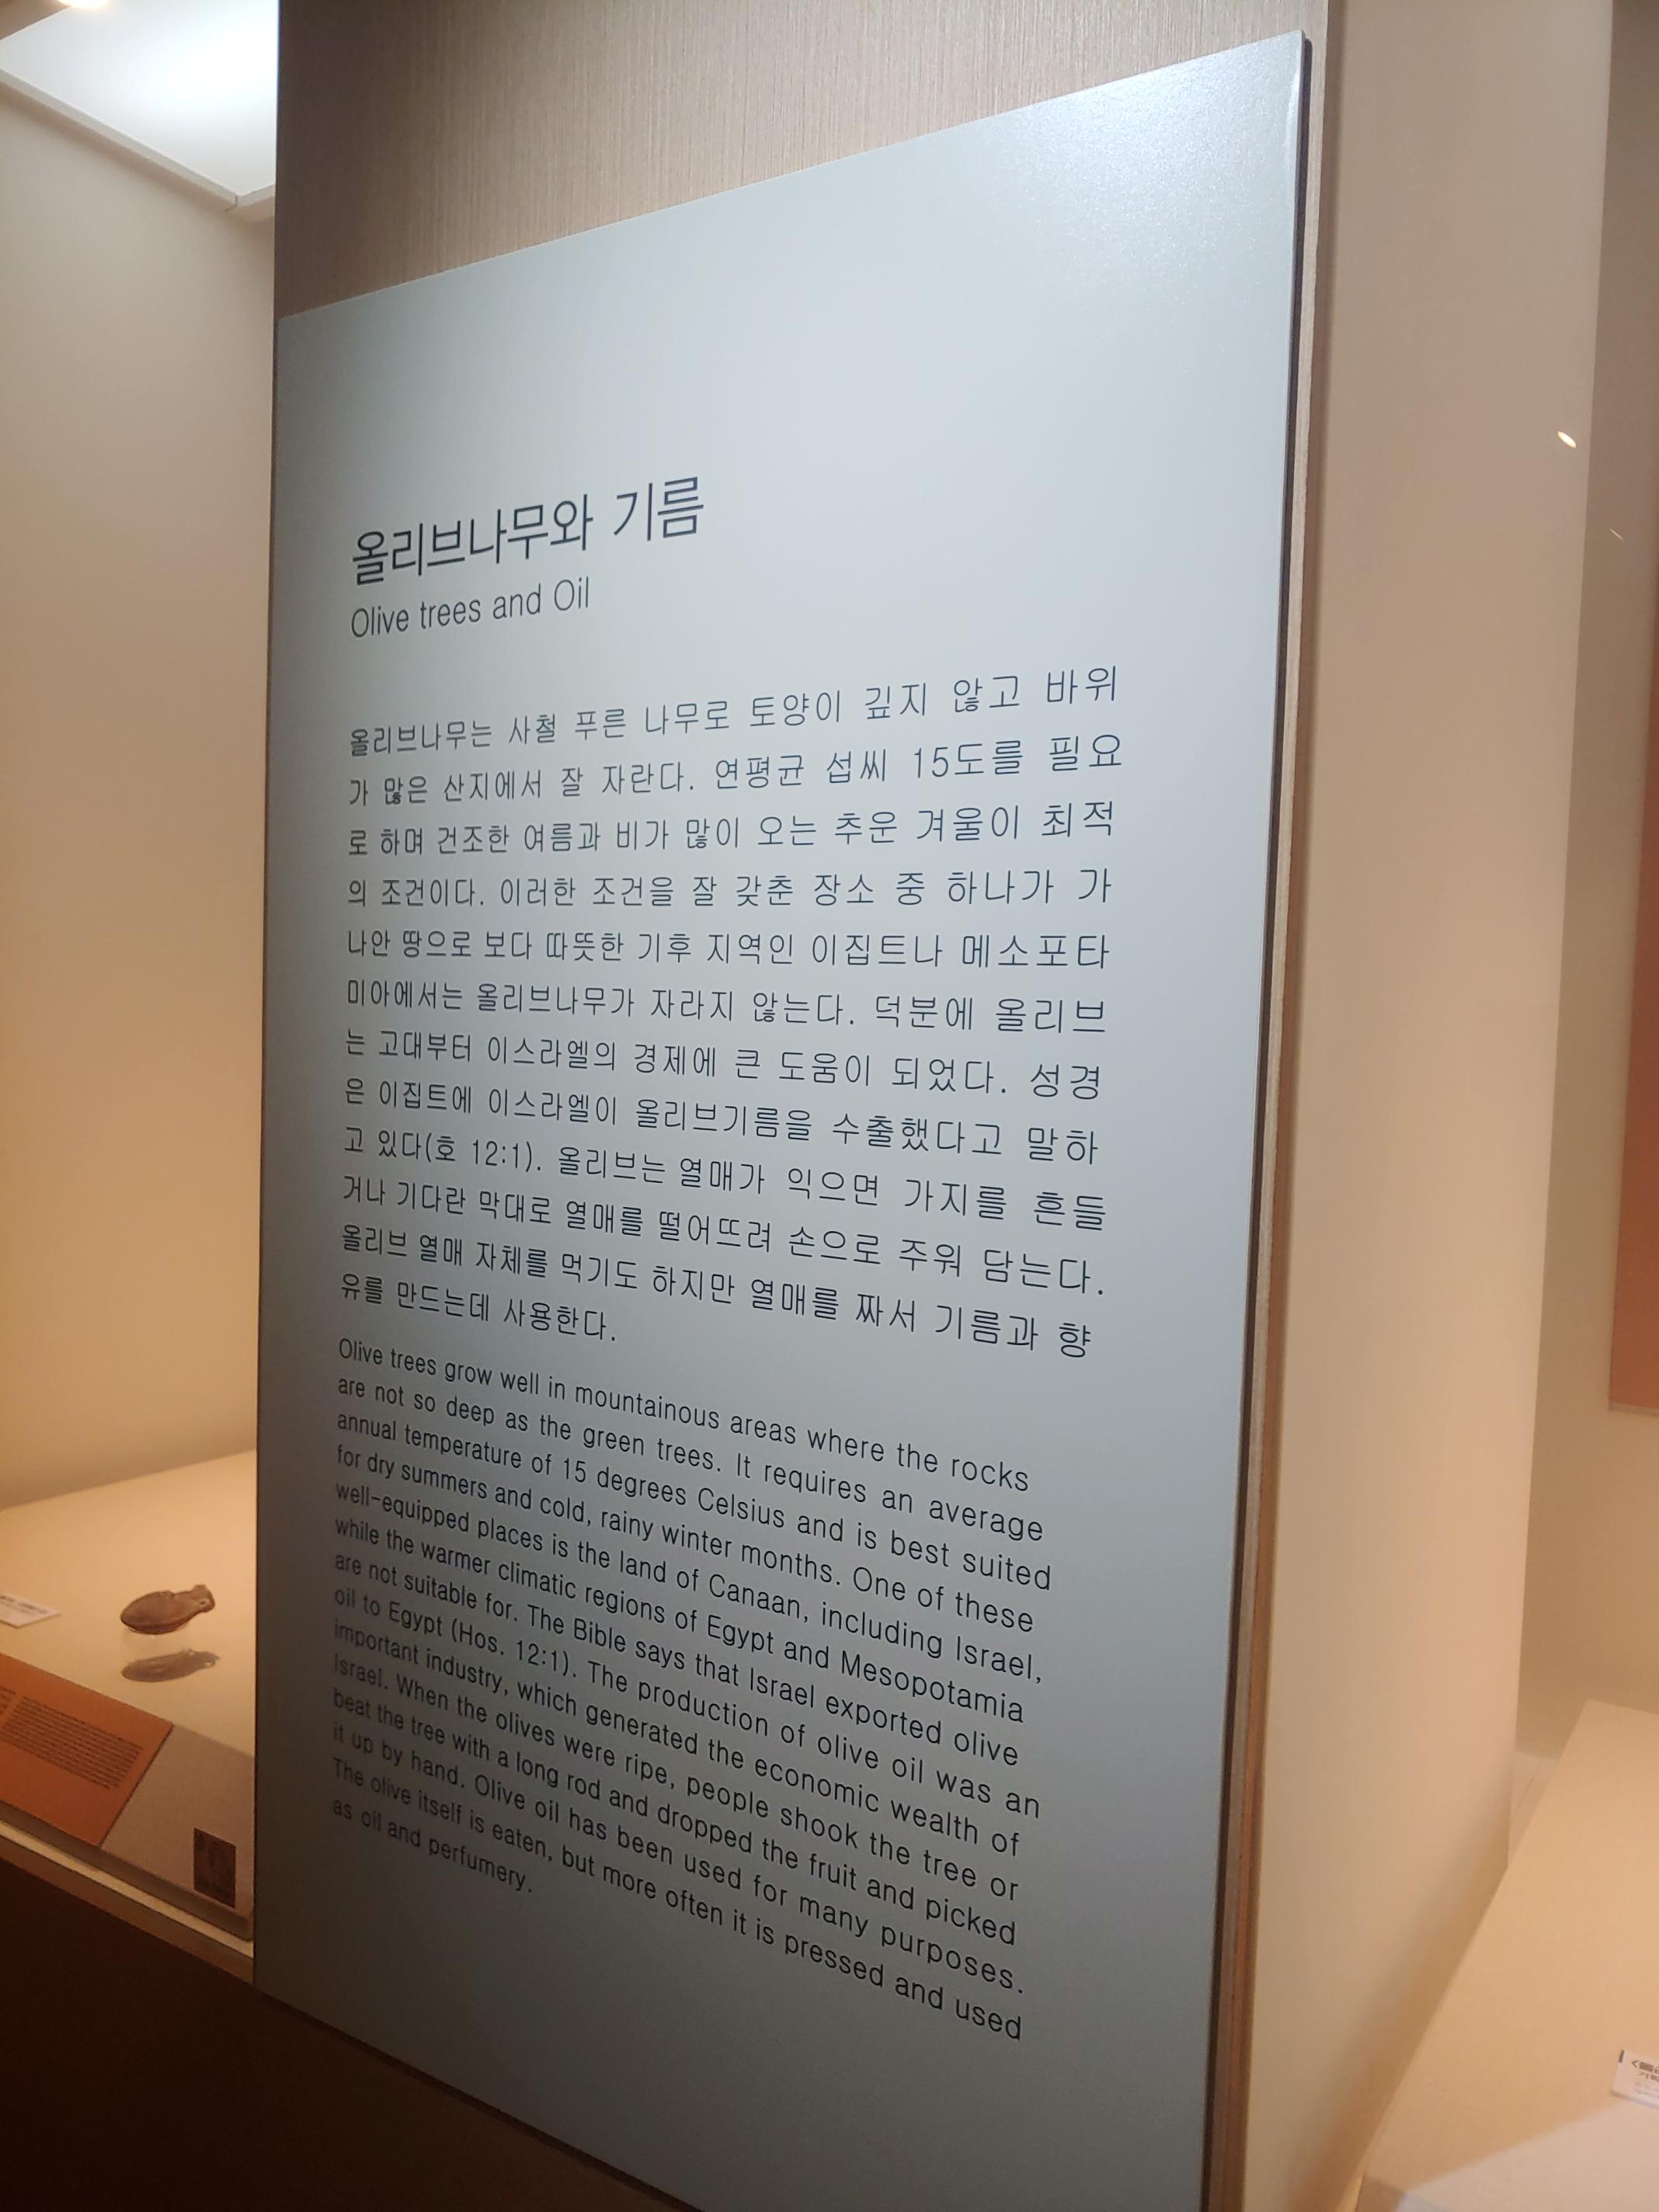 올리브나무와 기름
Olive trees and Oil
올리브나무는 사철 푸른 나무로 토양이 깊지 않고 바위
가 많은 산지에서 잘 자란다. 연평균 섭씨 15도를 필요
로 하며 건조한 여름과 비가 많이 오는 추운 겨울이 최적
의 조건이다. 이러한 조건을 잘 갖춘 장소 중 하나가 가
나안 땅으로 보다 따뜻한 기후 지역인 이집트나 메소포타
미아에서는 올리브나무가 자라지 않는다. 덕분에 올리브
는 고대부터 이스라엘의 경제에 큰 도움이 되었다. 성경
은 이집트에 이스라엘이 올리브기름을 수출했다고 말하
고 있다(호 12:1). 올리브는 열매가 익으면 가지를 흔들
거나 기다란 막대로 열매를 떨어뜨려 손으로 주워 담는다.
올리브 열매 자체를 먹기도 하지만 열매를 짜서 기름과 향
유를 만드는데 사용한다.
Olive trees grow well in mountainous areas where the rocks
are not so deep as the green trees. It requires an average
annual temperature of 15 degrees Celsius and is best suited
for dry summers and cold, rainy winter months. One of these
well-equipped places is the land of Canaan, including Israel,
while the warmer climatic regions of Egypt and Mesopotamia
are not suitable for. The Bible says that Israel exported olive
oil to Egypt (Hos. 12:1). The production of olive oil was an
important industry, which generated the economic wealth of
Israel. When the olives were ripe, people shook the tree or
beat the tree with a long rod and dropped the fruit and picked
it up by hand. Olive oil has been used for many purposes.
The olive itself is eaten, but more often it is pressed and used
as oil and perfumery.